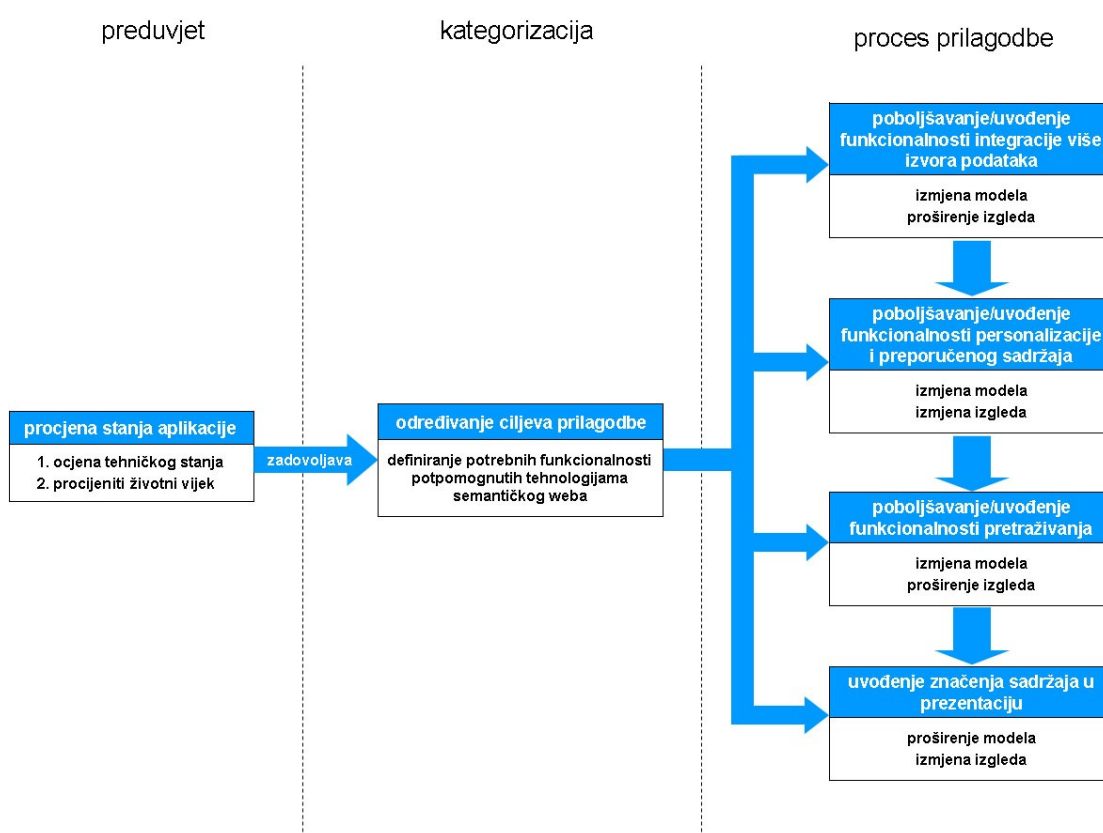 preduvjet
kategorizacija
proces prilagodbe
procjena stanja aplikacije
1. ocjena tehničkog stanja
2. procijeniti životni vijek
zadovoljava
određivanje ciljeva prilagodbe
definiranje potrebnih funkcionalnosti
potpomognutih tehnologijama
semantičkog weba
poboljšavanje/uvođenje
funkcionalnosti integracije više
izvora podataka
izmjena modela
proširenje izgleda
poboljšavanje/uvođenje
funkcionalnosti personalizacije
i preporučenog sadržaja
izmjena modela
izmjena izgleda
poboljšavanje/uvođenje
funkcionalnosti pretraživanja
izmjena modela
proširenje izgleda
uvođenje značenja sadržaja u
prezentaciju
proširenje modela
izmjena izgleda